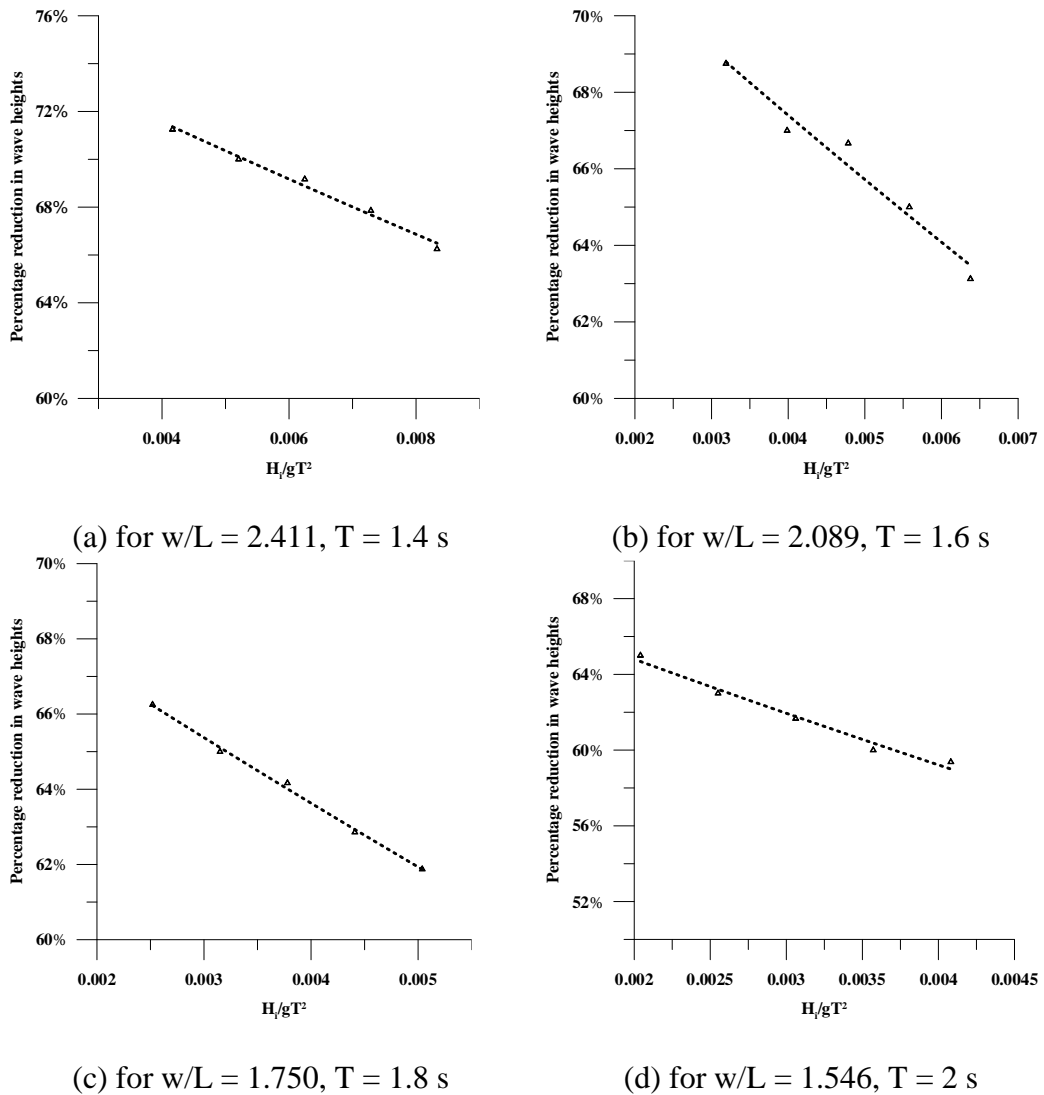 76%
72%
68%
64%
60%
Percentage reduction in wave heights
0.004 0.006 0.008
Hᵢ/gT²
(a) for w/L = 2.411, T = 1.4 s
70%
68%
66%
64%
62%
60%
Percentage reduction in wave heights
0.002 0.003 0.004 0.005 0.006 0.007
Hᵢ/gT²
(b) for w/L = 2.089, T = 1.6 s
70%
68%
66%
64%
62%
60%
Percentage reduction in wave heights
0.002 0.003 0.004 0.005
Hᵢ/gT²
(c) for w/L = 1.750, T = 1.8 s
68%
64%
60%
56%
52%
Percentage reduction in wave heights
0.002 0.0025 0.003 0.0035 0.004 0.0045
Hᵢ/gT²
(d) for w/L = 1.546, T = 2 s